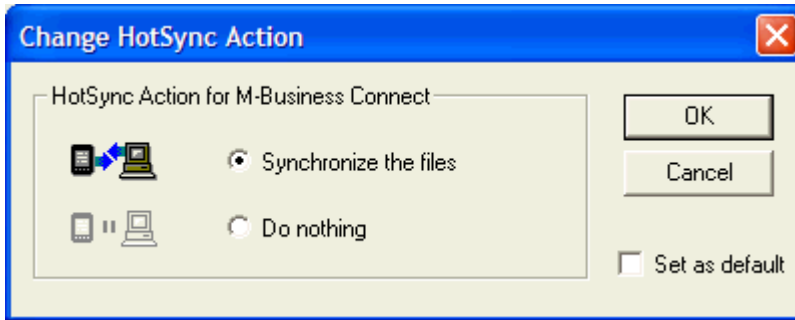 Change HotSync Action
HotSync Action for M-Business Connect
Synchronize the files
Do nothing
OK
Cancel
Set as default